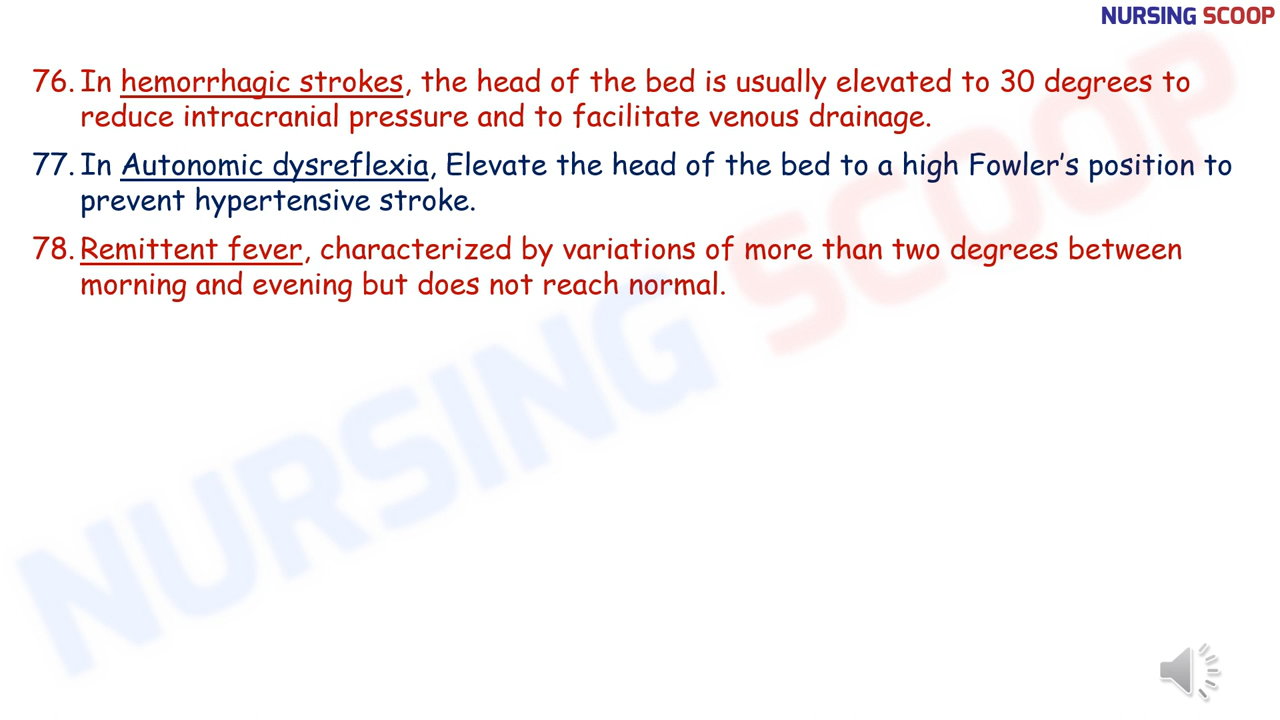 NURSING SCOOP
76. In hemorrhagic strokes, the head of the bed is usually elevated to 30 degrees to
reduce intracranial pressure and to facilitate venous drainage.
77. In Autonomic dysreflexia, Elevate the head of the bed to a high Fowler’s position to
prevent hypertensive stroke.
78. Remittent fever, characterized by variations of more than two degrees between
morning and evening but does not reach normal.
NURSING SCOOP